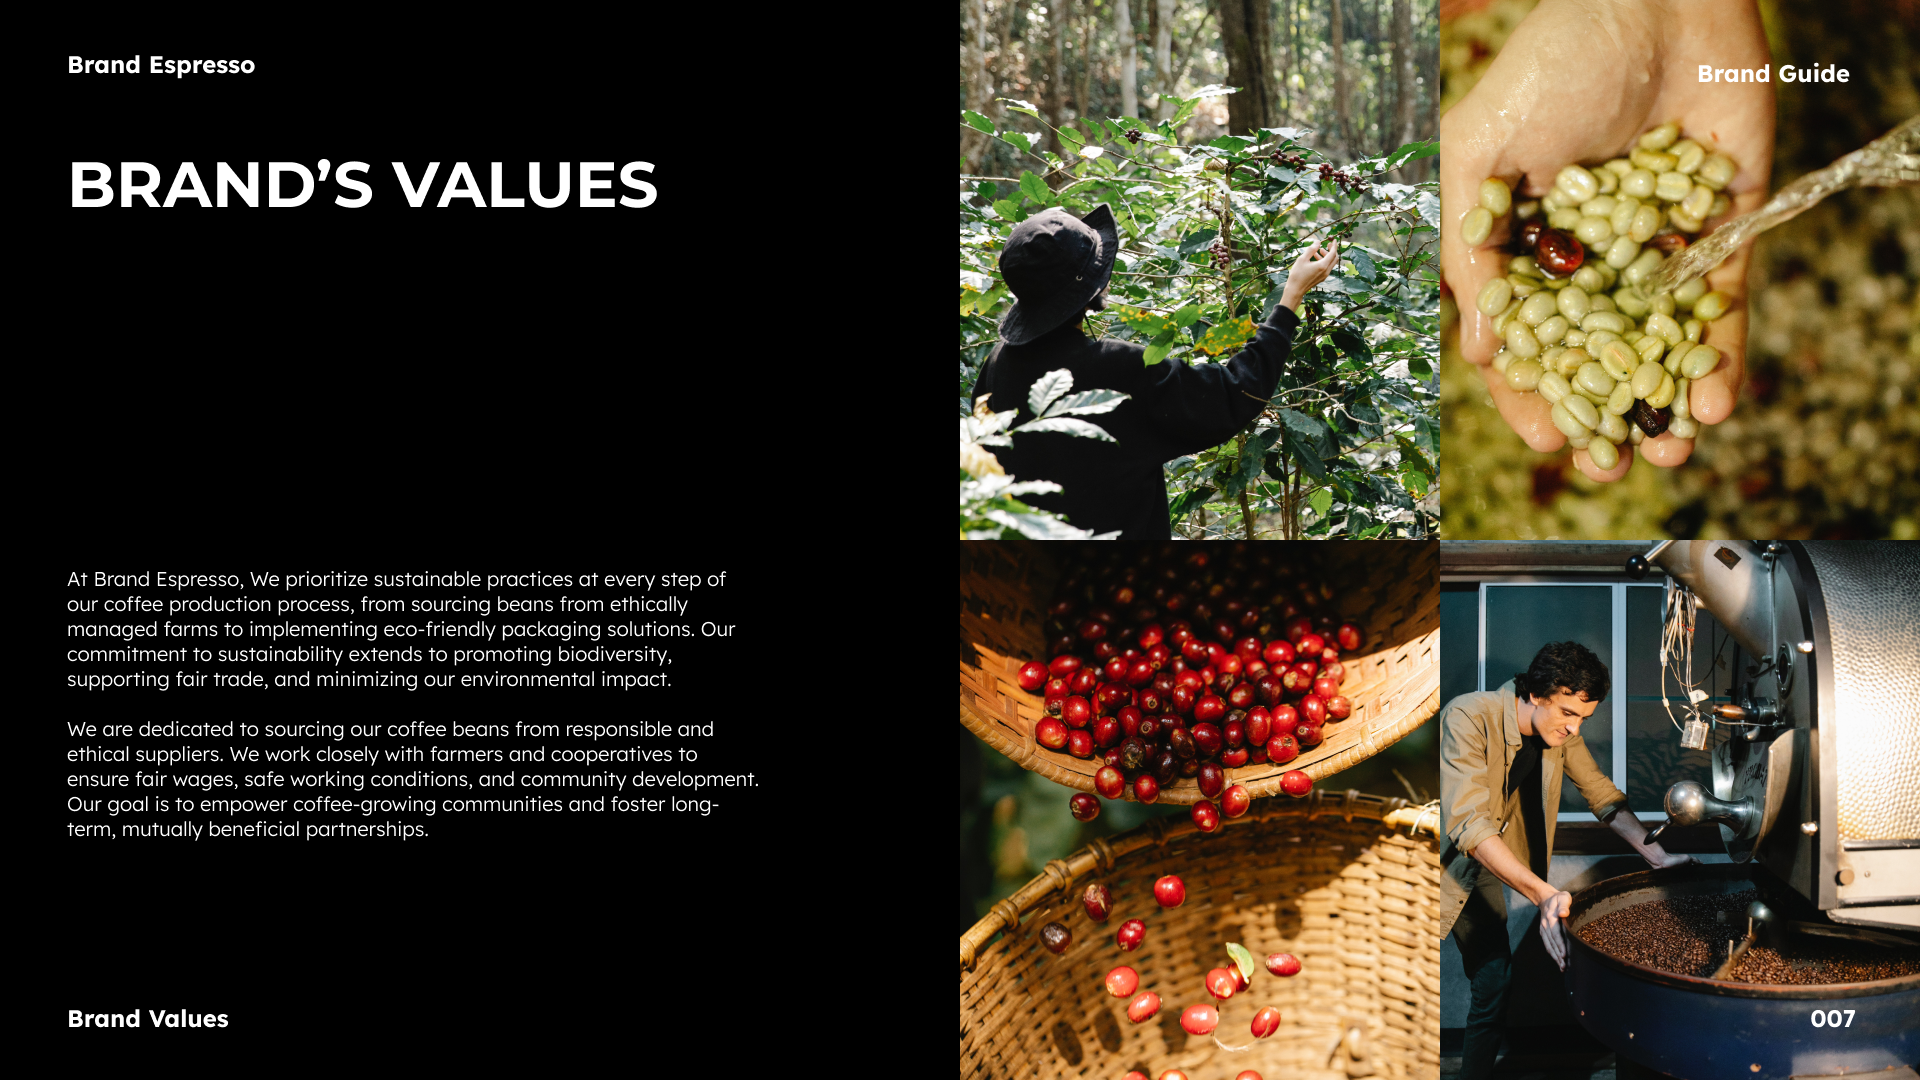 Brand Espresso
Brand Guide
BRAND’S VALUES
At Brand Espresso, We prioritize sustainable practices at every step of
our coffee production process, from sourcing beans from ethically
managed farms to implementing eco-friendly packaging solutions. Our
commitment to sustainability extends to promoting biodiversity,
supporting fair trade, and minimizing our environmental impact.
We are dedicated to sourcing our coffee beans from responsible and
ethical suppliers. We work closely with farmers and cooperatives to
ensure fair wages, safe working conditions, and community development.
Our goal is to empower coffee-growing communities and foster long-
term, mutually beneficial partnerships.
Brand Values
007